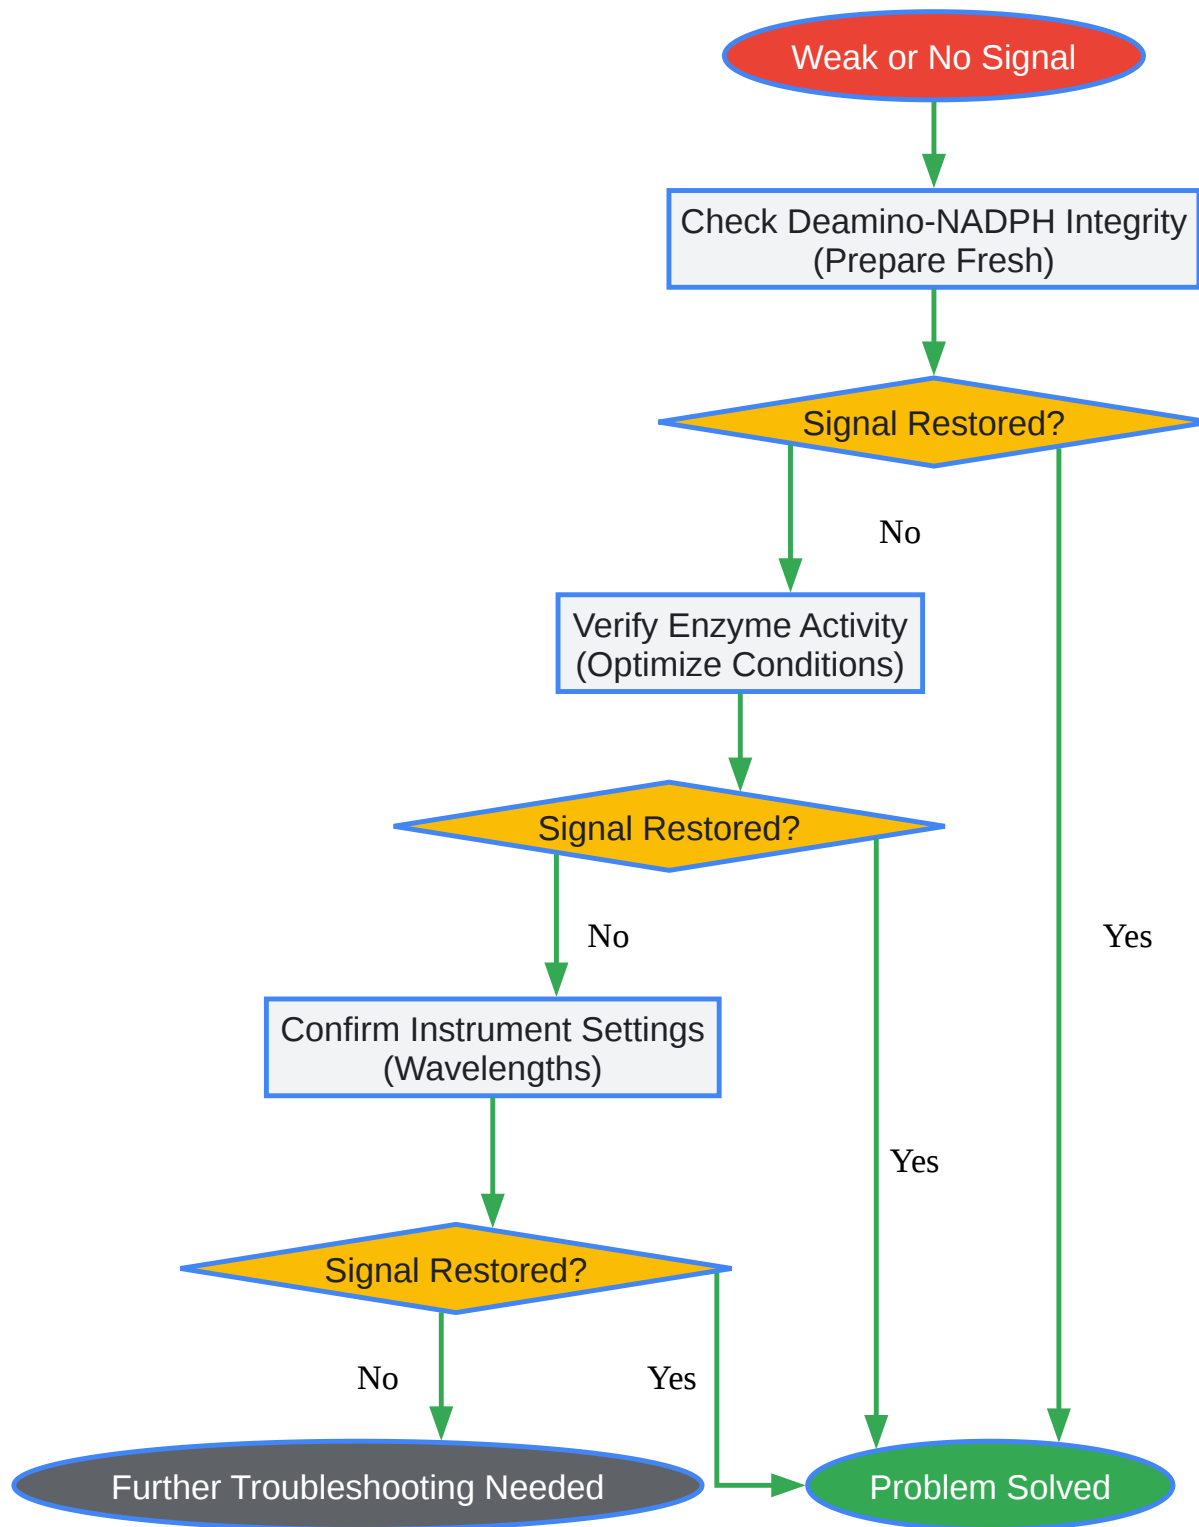 Weak or No Signal
Check Deamino-NADPH Integrity
(Prepare Fresh)
Signal Restored?
No
Verify Enzyme Activity
(Optimize Conditions)
Signal Restored?
No
Yes
Confirm Instrument Settings
(Wavelengths)
Yes
Signal Restored?
No
Yes
Further Troubleshooting Needed
Problem Solved